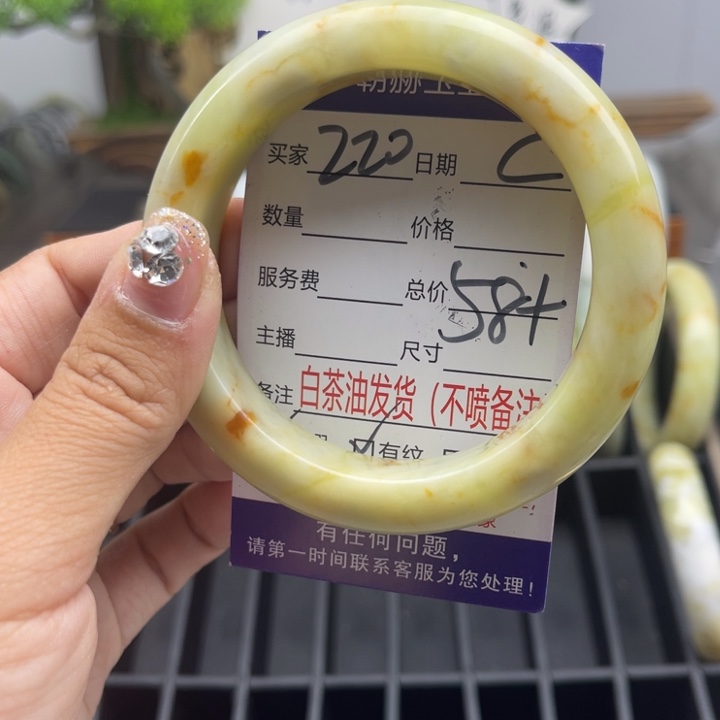 买家 220 日期 C
数量 价格
服务费 总价 584
主播 尺寸
备注 白茶油发货（不喷备注
有纹
有任何问题，
请第一时间联系客服为您处理！